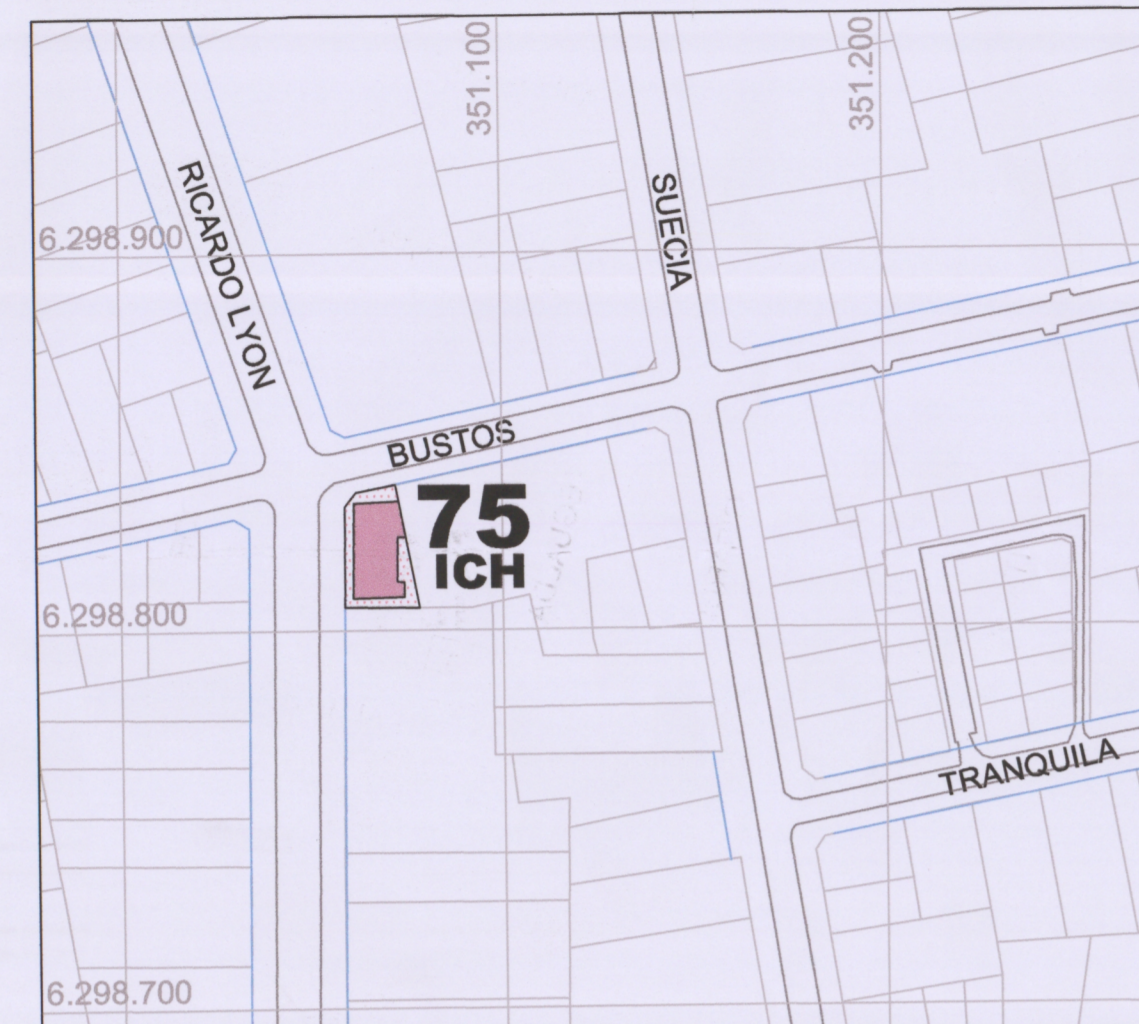 351.100
351.200
RICARDO LYON
SUECIA
6.298.900
BUSTOS
75
ICH
6.298.800
TRANQUILA
6.298.700